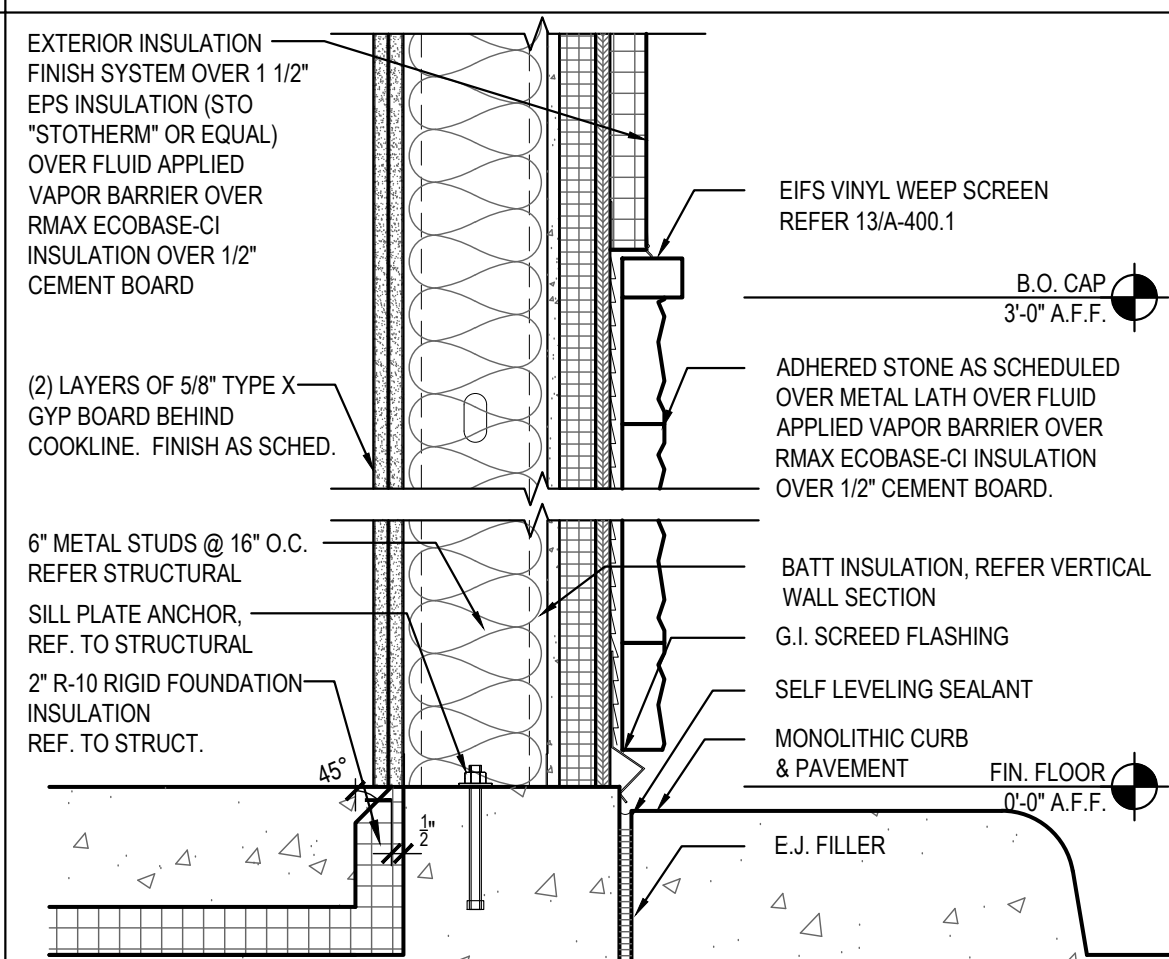 EXTERIOR INSULATION
FINISH SYSTEM OVER 1 1/2"
EPS INSULATION (STO
"STOTHERM" OR EQUAL)
OVER FLUID APPLIED
VAPOR BARRIER OVER
RMAX ECOBASE-CI
INSULATION OVER 1/2"
CEMENT BOARD
(2) LAYERS OF 5/8" TYPE X
GYP BOARD BEHIND
COOKLINE. FINISH AS SCHED.
6" METAL STUDS @ 16" O.C.
REFER STRUCTURAL
SILL PLATE ANCHOR,
REF. TO STRUCTURAL
2" R-10 RIGID FOUNDATION
INSULATION
REF. TO STRUCT.
45°
1/2"
EIFS VINYL WEEP SCREEN
REFER 13/A-400.1
B.O. CAP
3'-0" A.F.F.
ADHERED STONE AS SCHEDULED
OVER METAL LATH OVER FLUID
APPLIED VAPOR BARRIER OVER
RMAX ECOBASE-CI INSULATION
OVER 1/2" CEMENT BOARD.
BATT INSULATION, REFER VERTICAL
WALL SECTION
G.I. SCREED FLASHING
SELF LEVELING SEALANT
MONOLITHIC CURB
& PAVEMENT
FIN. FLOOR
0'-0" A.F.F.
E.J. FILLER